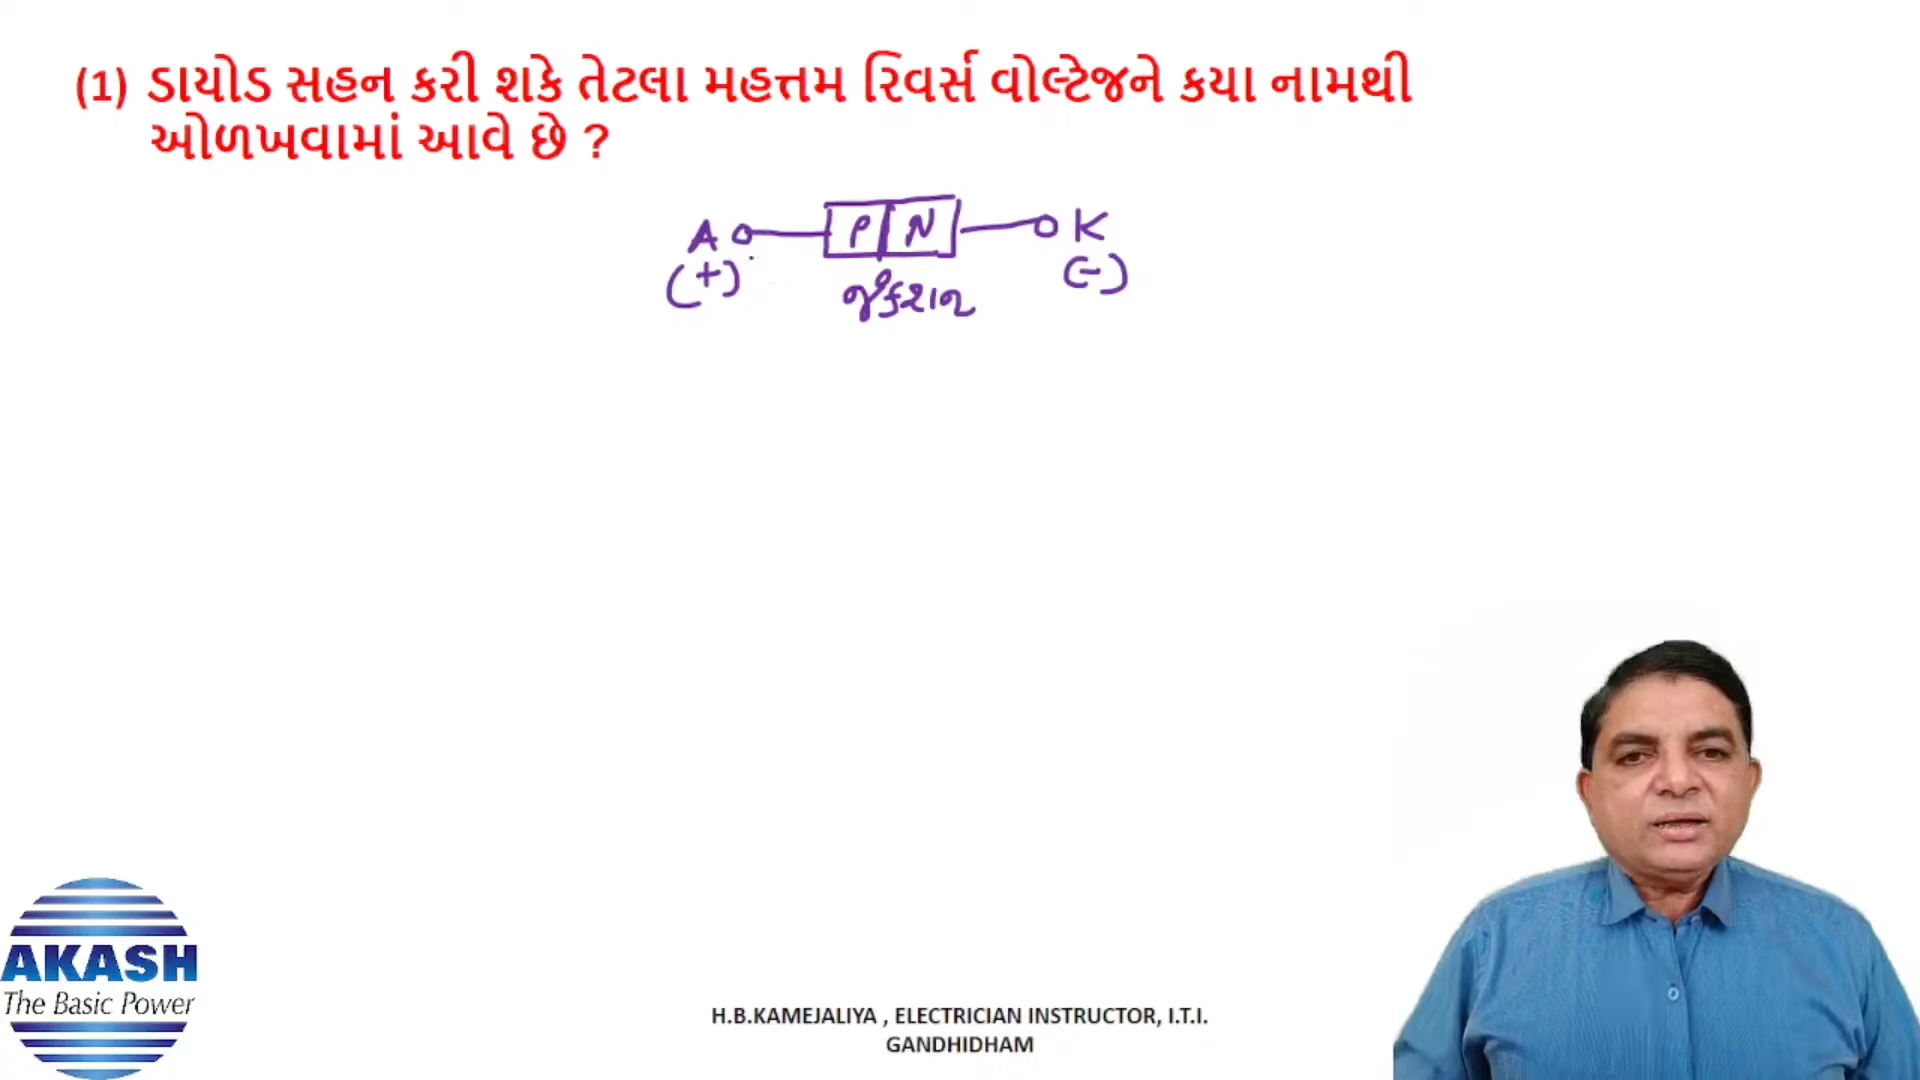 (1) ડાયોડ સહન કરી શકે તેટલા મહત્તમ રિવર્સ વોલ્ટેજને કયા નામથી
ઓળખવામાં આવે છે ?
A P N K
(+) (-)
જંકશન
AKASH
The Basic Power
H.B.KAMEJALIYA , ELECTRICIAN INSTRUCTOR, I.T.I.
GANDHIDHAM